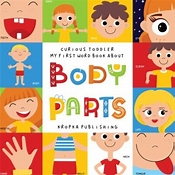 CURIOUS TODDLER
MY FIRST WORD BOOK ABOUT
BODY
PARTS
KROPKA PUBLISHING